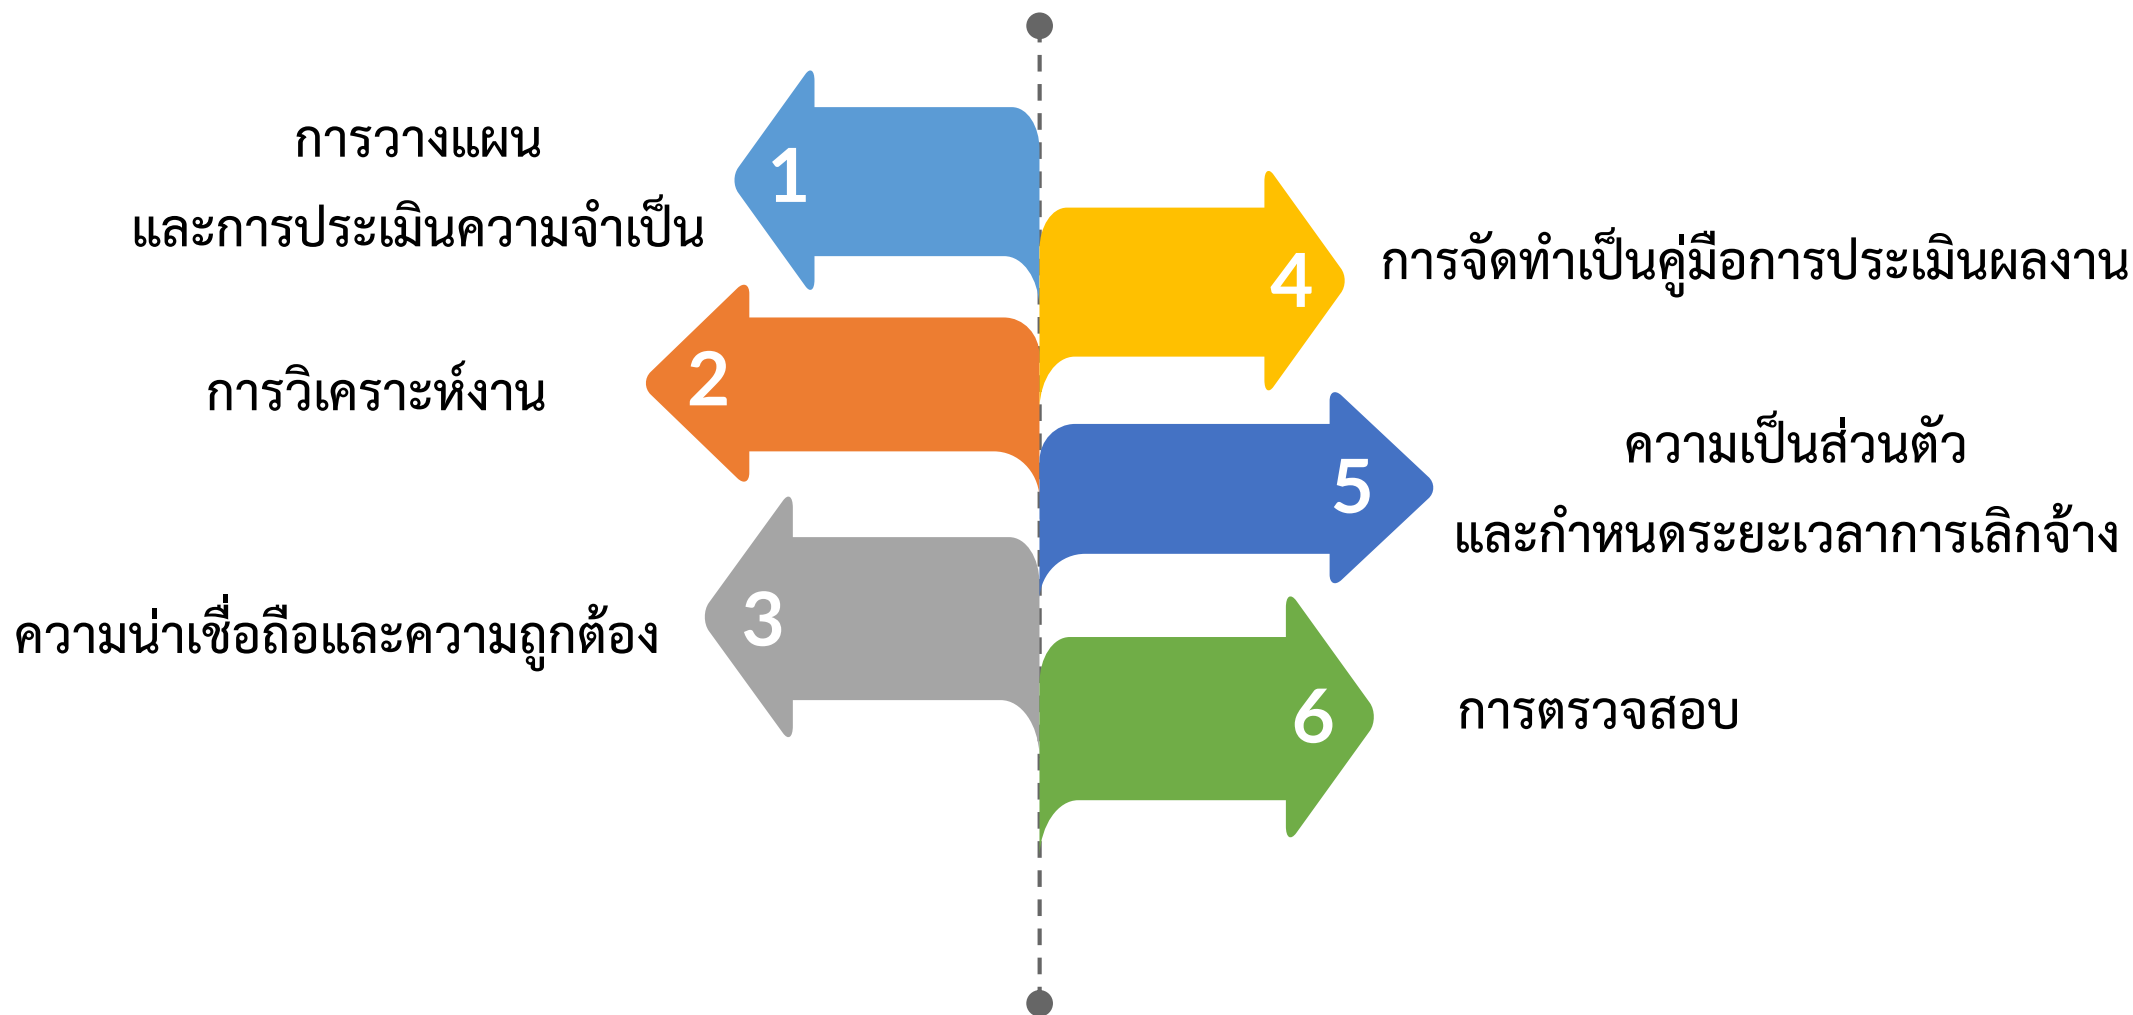 1
การวางแผน
และการประเมินความจำเป็น
2
การวิเคราะห์งาน
3
ความน่าเชื่อถือและความถูกต้อง
4
การจัดทำเป็นคู่มือการประเมินผลงาน
5
ความเป็นส่วนตัว
และกำหนดระยะเวลาการเลิกจ้าง
6
การตรวจสอบ